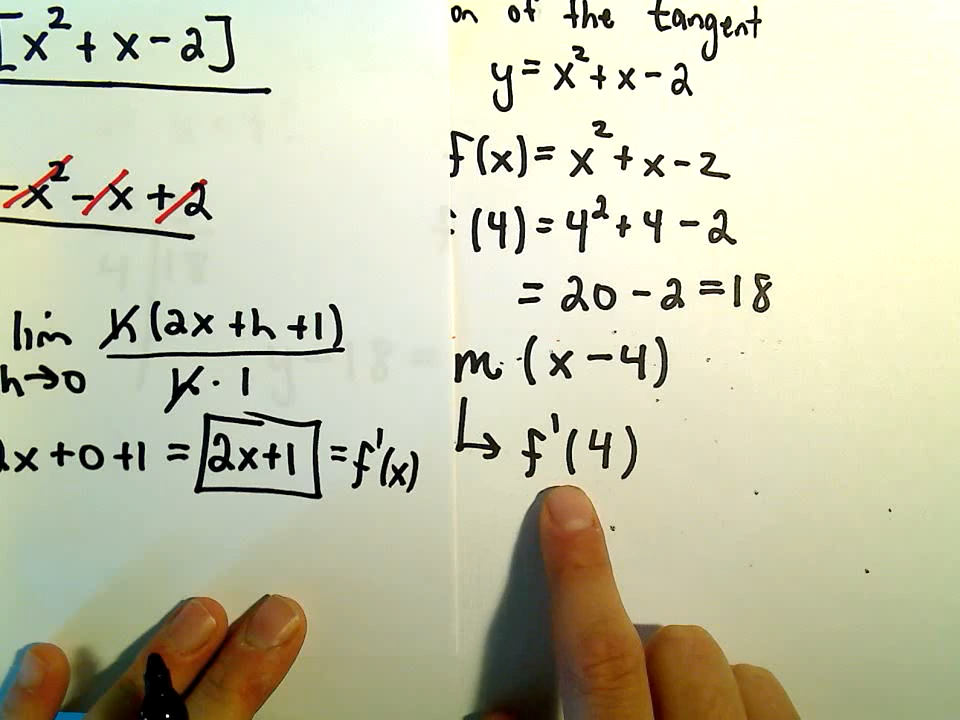 [x² + x - 2]
- x² - x + 2
lim h→0 h(2x + h + 1) / h · 1
2x + 0 + 1 = 2x+1 = f'(x)
of the tangent
y = x² + x - 2
f(x) = x² + x - 2
(4) = 4² + 4 - 2
= 20 - 2 = 18
m (x - 4)
↳ f'(4)